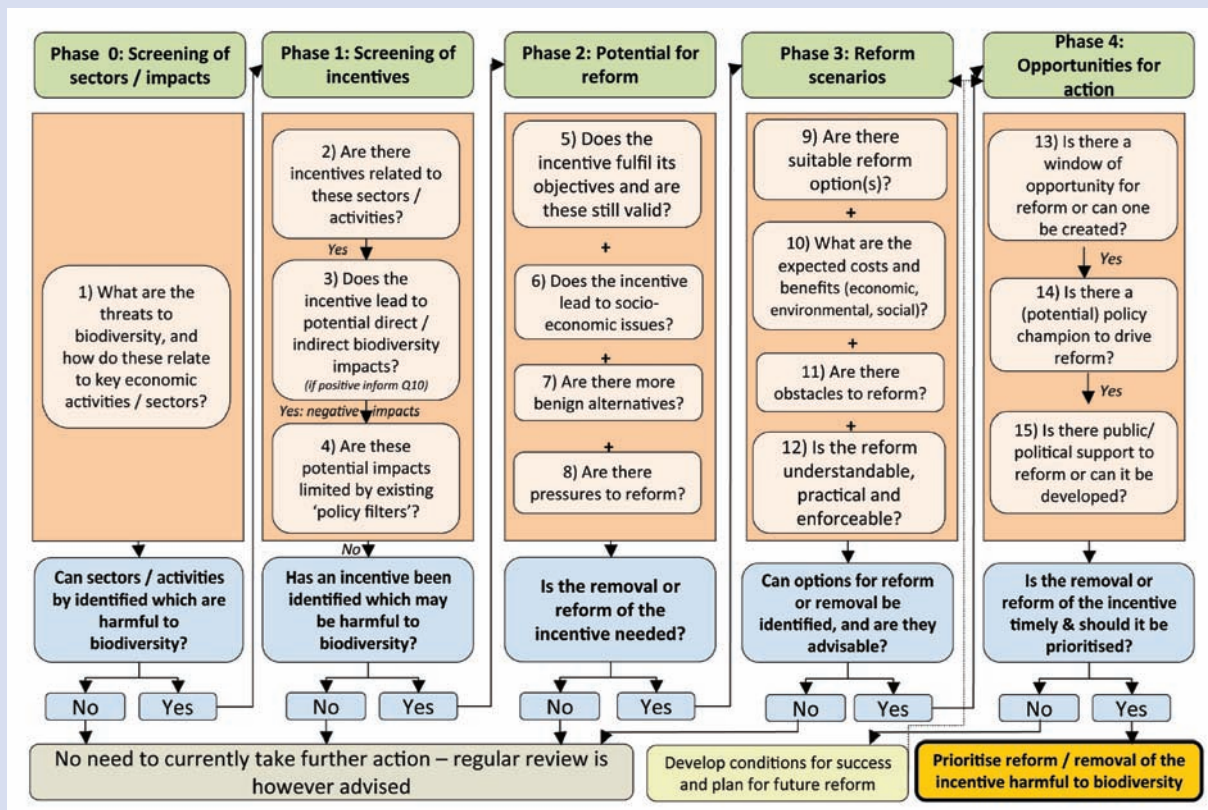 Phase 0: Screening of
sectors / impacts
1) What are the
threats to
biodiversity, and
how do these relate
to key economic
activities / sectors?
Can sectors / activities
by identified which are
harmful to
biodiversity?
No
Yes
Phase 1: Screening of
incentives
2) Are there
incentives related to
these sectors /
activities?
Yes
3) Does the
incentive lead to
potential direct /
indirect biodiversity
impacts?
(if positive inform Q10)
Yes: negative impacts
4) Are these
potential impacts
limited by existing
‘policy filters’?
No
Has an incentive been
identified which may
be harmful to
biodiversity?
No
Yes
Phase 2: Potential for
reform
5) Does the
incentive fulfil its
objectives and are
these still valid?
+
6) Does the incentive
lead to socio-
economic issues?
+
7) Are there more
benign alternatives?
+
8) Are there
pressures to reform?
Is the removal or
reform of the
incentive needed?
No
Yes
Phase 3: Reform
scenarios
9) Are there
suitable reform
option(s)?
+
10) What are the
expected costs and
benefits (economic,
environmental, social)?
+
11) Are there
obstacles to reform?
+
12) Is the reform
understandable,
practical and
enforceable?
Can options for reform
or removal be
identified, and are they
advisable?
No
Yes
Phase 4:
Opportunities for
action
13) Is there a
window of
opportunity for
reform or can one
be created?
Yes
14) Is there a
(potential) policy
champion to drive
reform?
Yes
15) Is there public/
political support to
reform or can it be
developed?
Is the removal or
reform of the incentive
timely & should it be
prioritised?
No
Yes
No need to currently take further action – regular review is
however advised
Develop conditions for success
and plan for future reform
Prioritise reform / removal of the
incentive harmful to biodiversity